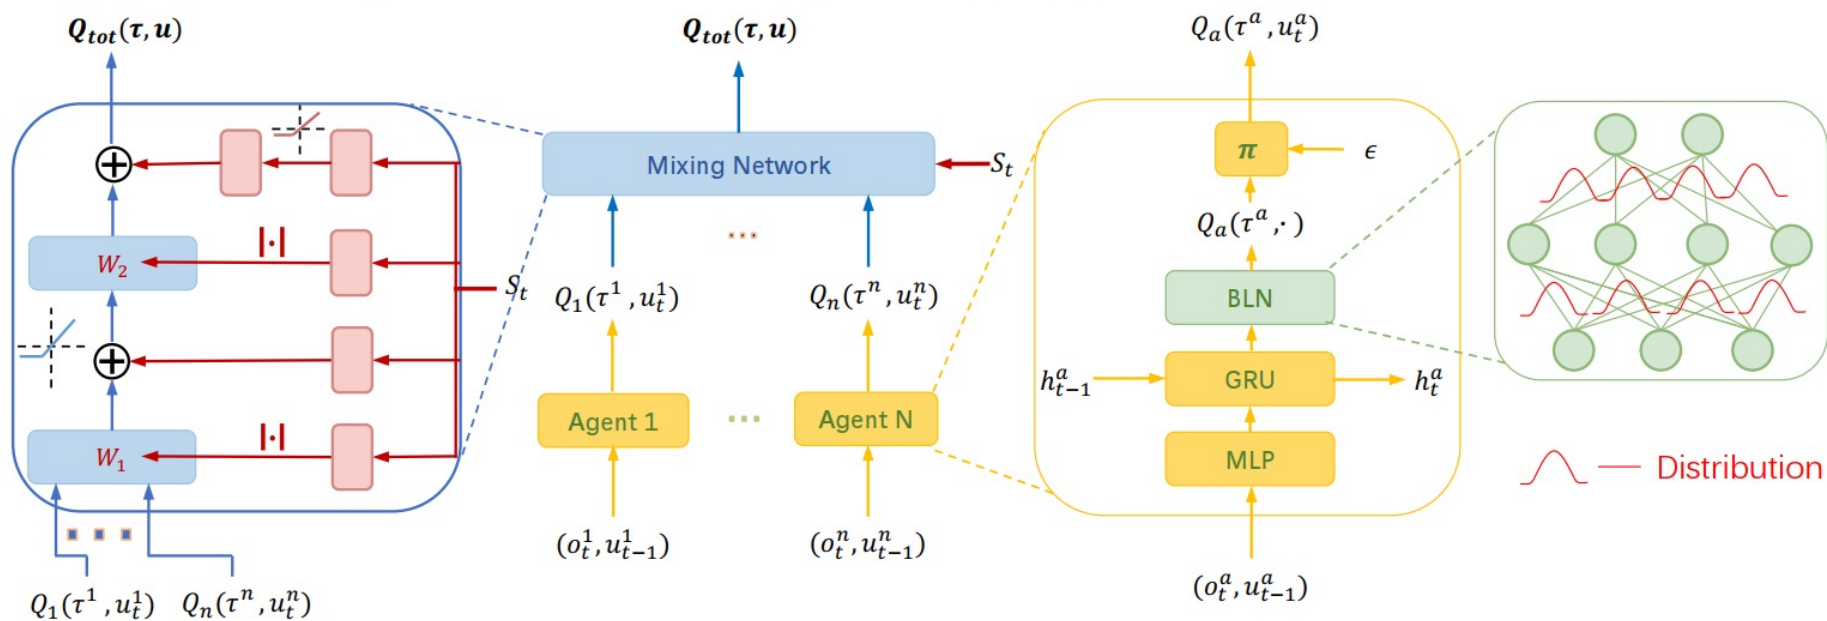 Q_tot(τ, u)
|·|
W_2
S_t
|·|
W_1
Q_1(τ^1, u_t^1) Q_n(τ^n, u_t^n)
Q_tot(τ, u)
Mixing Network
S_t
...
Q_1(τ^1, u_t^1) Q_n(τ^n, u_t^n)
Agent 1 ... Agent N
(o_t^1, u_{t-1}^1) (o_t^n, u_{t-1}^n)
Q_a(τ^a, u_t^a)
π ϵ
Q_a(τ^a, ·)
BLN
h_{t-1}^a GRU h_t^a
MLP
(o_t^a, u_{t-1}^a)
Distribution